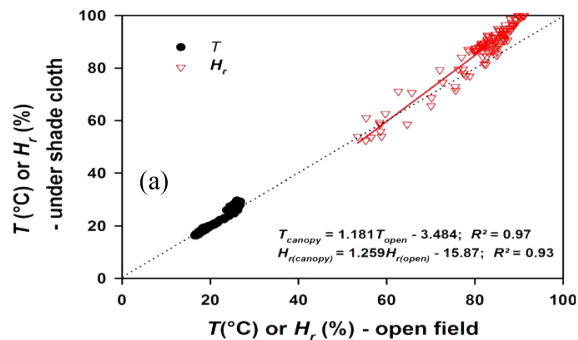 T (°C) or Hr (%)
- under shade cloth
100
80
60
40
20
0
T
Hr
(a)
Tcanopy = 1.181Topen - 3.484; R² = 0.97
Hr(canopy) = 1.259Hr(open) - 15.87; R² = 0.93
0 20 40 60 80 100
T(°C) or Hr (%) - open field